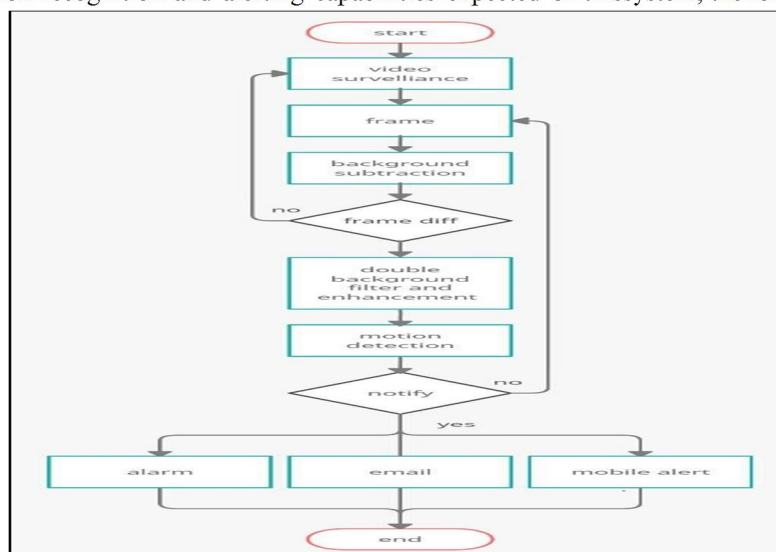 start
video
survelliance
frame
background
subtraction
no
frame diff
double
background
filter and
enhancement
motion
detection
no
notify
yes
alarm
email
mobile alert
end